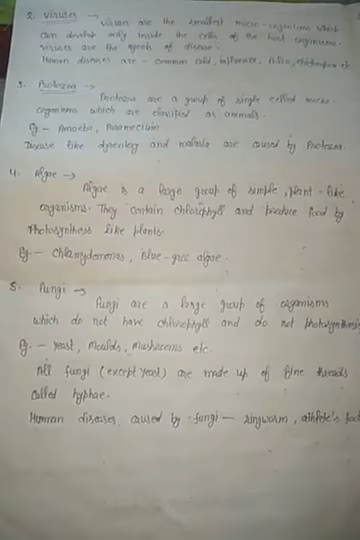 2. Viruses →
Viruses are the smallest micro-organisms which
can develop only inside the cells of the host organisms.
Viruses are the agents of disease.
Human diseases are - common cold, influenza, Polio, chickenpox etc
3. Protozoa →
Protozoa are a group of single celled micro-
organisms which are classified as animals.
Eg - Amoeba, Paramecium
Disease like dysentery and malaria are caused by Protozoa.
4. Algae →
Algae is a large group of simple, plant-like
organisms. They contain chlorophyll and produce food by
Photosynthesis like plants.
Eg. - Chlamydomonas, Blue-green algae.
5. Fungi →
Fungi are a large group of organisms
which do not have chlorophyll and do not photosynthesis
Eg. - Yeast, Moulds, Mushrooms etc.
All fungi (except yeast) are made up of fine threads
called hyphae.
Human diseases caused by fungi - ringworm, athlete's foot